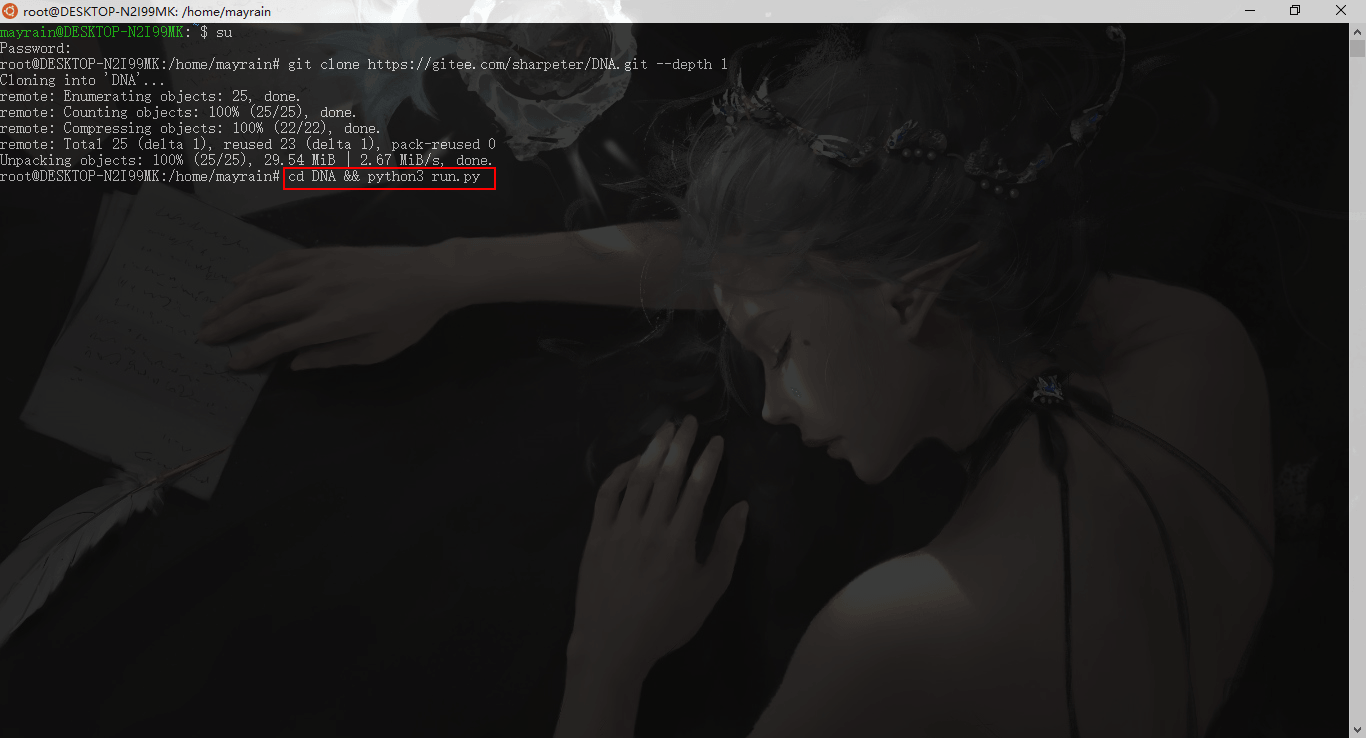 root@DESKTOP-N2I99MK: /home/mayrain
mayrain@DESKTOP-N2I99MK:~$ su
Password:
root@DESKTOP-N2I99MK:/home/mayrain# git clone https://gitee.com/sharpeter/DNA.git --depth 1
Cloning into 'DNA'...
remote: Enumerating objects: 25, done.
remote: Counting objects: 100% (25/25), done.
remote: Compressing objects: 100% (22/22), done.
remote: Total 25 (delta 1), reused 23 (delta 1), pack-reused 0
Unpacking objects: 100% (25/25), 29.54 MiB | 2.67 MiB/s, done.
root@DESKTOP-N2I99MK:/home/mayrain# cd DNA && python3 run.py